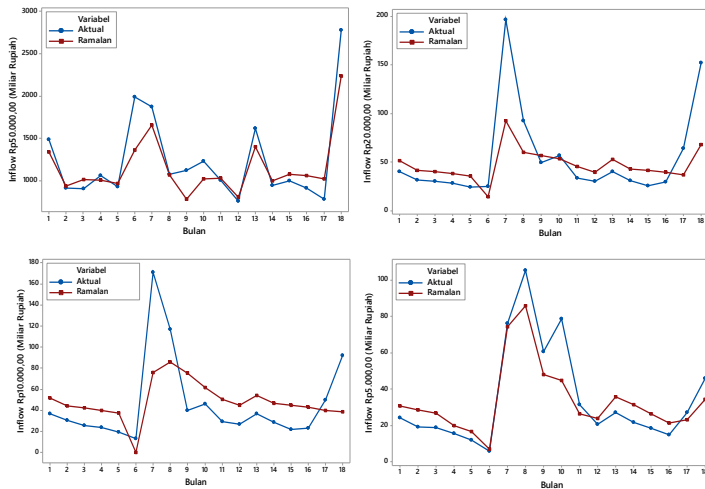 Inflow Rp50.000,00 (Miliar Rupiah)
3000
2500
2000
1500
1000
Variabel
Aktual
Ramalan
1 2 3 4 5 6 7 8 9 10 11 12 13 14 15 16 17 18
Bulan
Inflow Rp20.000,00 (Miliar Rupiah)
200
150
100
50
0
Variabel
Aktual
Ramalan
1 2 3 4 5 6 7 8 9 10 11 12 13 14 15 16 17 18
Bulan
Inflow Rp10.000,00 (Miliar Rupiah)
180
160
140
120
100
80
60
40
20
0
Variabel
Aktual
Ramalan
1 2 3 4 5 6 7 8 9 10 11 12 13 14 15 16 17 18
Bulan
Inflow Rp5.000,00 (Miliar Rupiah)
100
80
60
40
20
0
Variabel
Aktual
Ramalan
1 2 3 4 5 6 7 8 9 10 11 12 13 14 15 16 17 18
Bulan